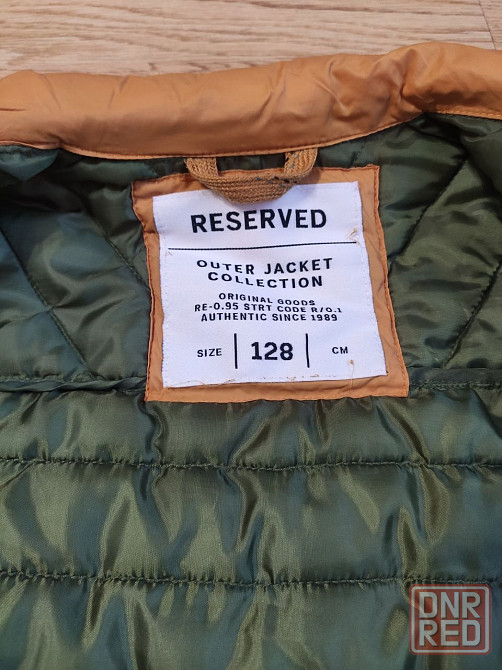 RESERVED
OUTER JACKET
COLLECTION
ORIGINAL GOODS
RE-0.95 STRT CODE R/0.1
AUTHENTIC SINCE 1989
SIZE | 128 | CM
DNR
RED